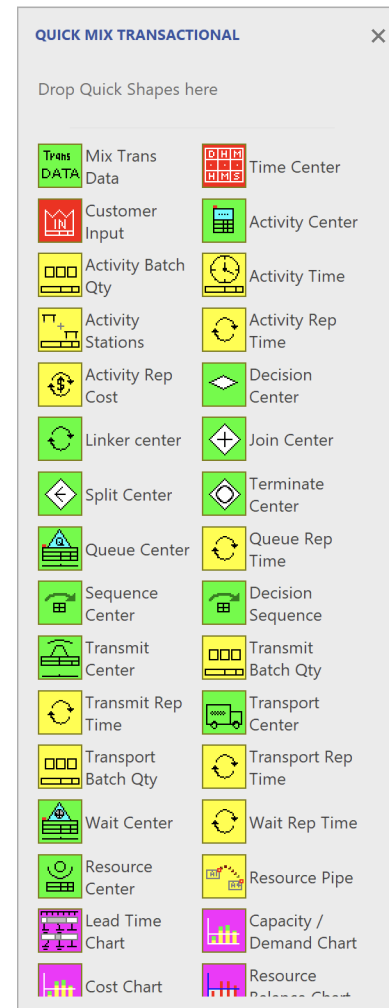 QUICK MIX TRANSACTIONAL
Drop Quick Shapes here
Trans
DATA
Mix Trans
Data
DHM
HMS
Time Center
IN
Customer
Input
Activity Center
Activity Batch
Qty
Activity Time
Activity
Stations
Activity Rep
Time
$
Activity Rep
Cost
Decision
Center
Linker center
Join Center
Split Center
Terminate
Center
Q
Queue Center
Queue Rep
Time
Sequence
Center
Decision
Sequence
Transmit
Center
Transmit
Batch Qty
Transmit Rep
Time
Transport
Center
Transport
Batch Qty
Transport Rep
Time
Wait Center
Wait Rep Time
Resource
Center
Resource Pipe
Lead Time
Chart
Capacity /
Demand Chart
Cost Chart
Resource
Balance Chart